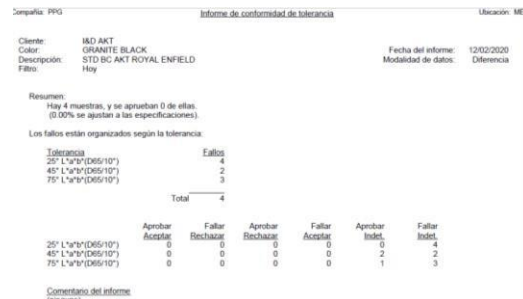 Compañía: PPG Informe de conformidad de tolerancia Ubicación: ME
Cliente: I&D AKT
Color: GRANITE BLACK Fecha del informe: 12/02/2020
Descripción: STD BC AKT ROYAL ENFIELD Modalidad de datos: Diferencia
Filtro: Hoy
Resumen:
Hay 4 muestras, y se aprueban 0 de ellas.
(0.00% se ajustan a las especificaciones).
Los fallos están organizados según la tolerancia:
Tolerancia Fallos
25° L*a*b*(D65/10°) 4
45° L*a*b*(D65/10°) 2
75° L*a*b*(D65/10°) 3
Total 4
Aprobar Fallar Aprobar Fallar Aprobar Fallar
Aceptar Rechazar Rechazar Aceptar Indet. Indet.
25° L*a*b*(D65/10°) 0 0 0 0 0 4
45° L*a*b*(D65/10°) 0 0 0 0 2 2
75° L*a*b*(D65/10°) 0 0 0 0 1 3
Comentario del informe